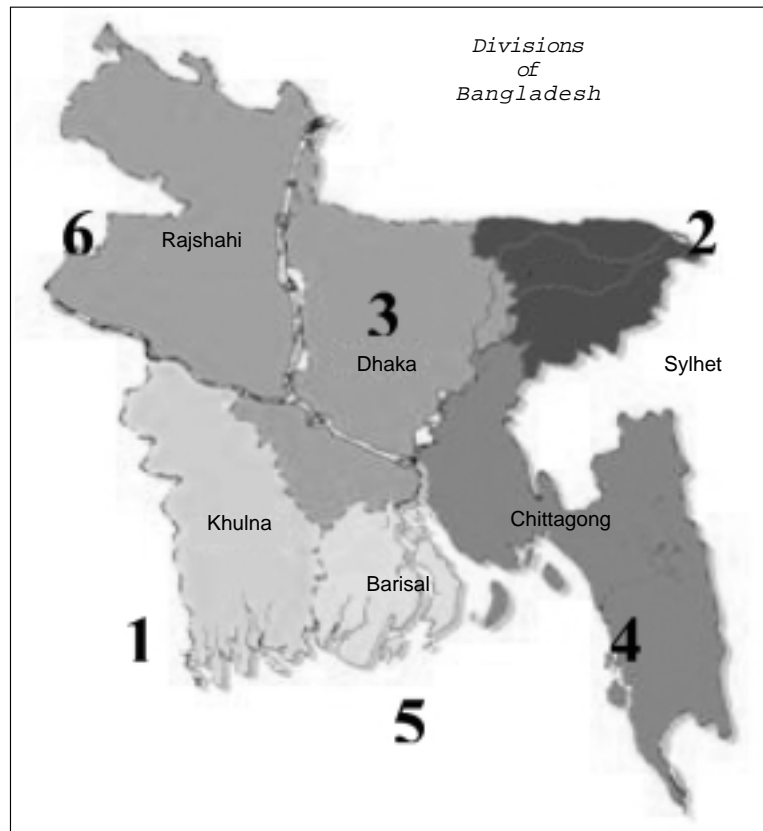 Divisions
of
Bangladesh
6
Rajshahi
2
3
Dhaka
Sylhet
Khulna
Chittagong
Barisal
1
4
5